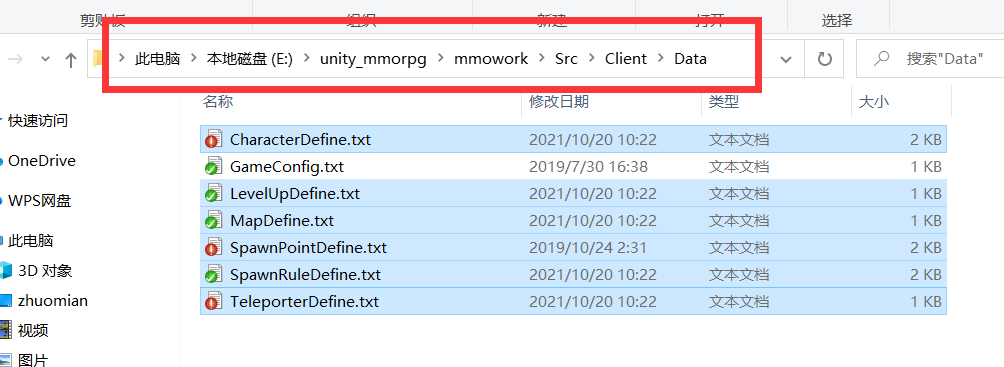 剪贴板 组织 新建 打开 选择
此电脑 本地磁盘 (E:) unity_mmorpg mmowork Src Client Data 搜索"Data"
名称 修改日期 类型 大小
快速访问
OneDrive
WPS网盘
此电脑
3D 对象
zhuomian
视频
图片
CharacterDefine.txt 2021/10/20 10:22 文本文档 2 KB
GameConfig.txt 2019/7/30 16:38 文本文档 1 KB
LevelUpDefine.txt 2021/10/20 10:22 文本文档 1 KB
MapDefine.txt 2021/10/20 10:22 文本文档 1 KB
SpawnPointDefine.txt 2019/10/24 2:31 文本文档 2 KB
SpawnRuleDefine.txt 2021/10/20 10:22 文本文档 1 KB
TeleporterDefine.txt 2021/10/20 10:22 文本文档 1 KB